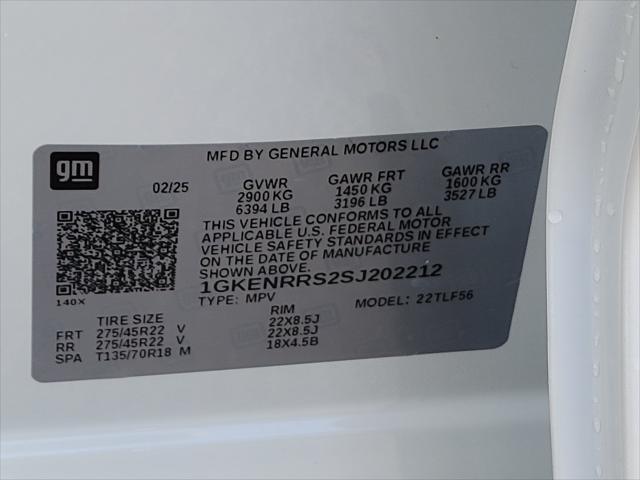 gm
MFD BY GENERAL MOTORS LLC
02/25 GVWR GAWR FRT GAWR RR
2900 KG 1450 KG 1600 KG
6394 LB 3196 LB 3527 LB
THIS VEHICLE CONFORMS TO ALL
APPLICABLE U.S. FEDERAL MOTOR
VEHICLE SAFETY STANDARDS IN EFFECT
ON THE DATE OF MANUFACTURE
SHOWN ABOVE.
1GKENRRS2SJ202212
140X TYPE: MPV MODEL: 22TLF56
TIRE SIZE RIM
FRT 275/45R22 V 22X8.5J
RR 275/45R22 V 22X8.5J
SPA T135/70R18 M 18X4.5B